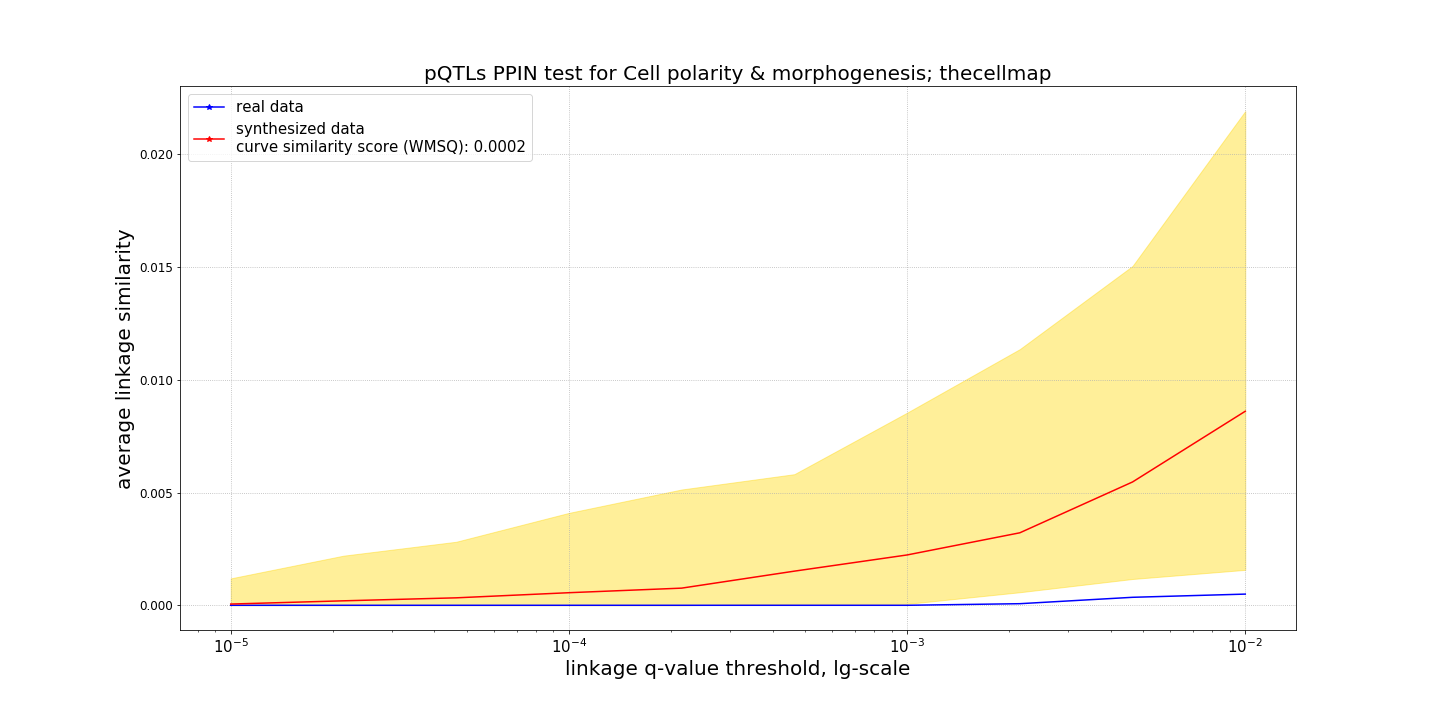 pQTLs PPIN test for Cell polarity & morphogenesis; thecellmap
real data
synthesized data
curve similarity score (WMSQ): 0.0002
average linkage similarity
0.020
0.015
0.010
0.005
0.000
10⁻⁵ 10⁻⁴ 10⁻³ 10⁻²
linkage q-value threshold, lg-scale